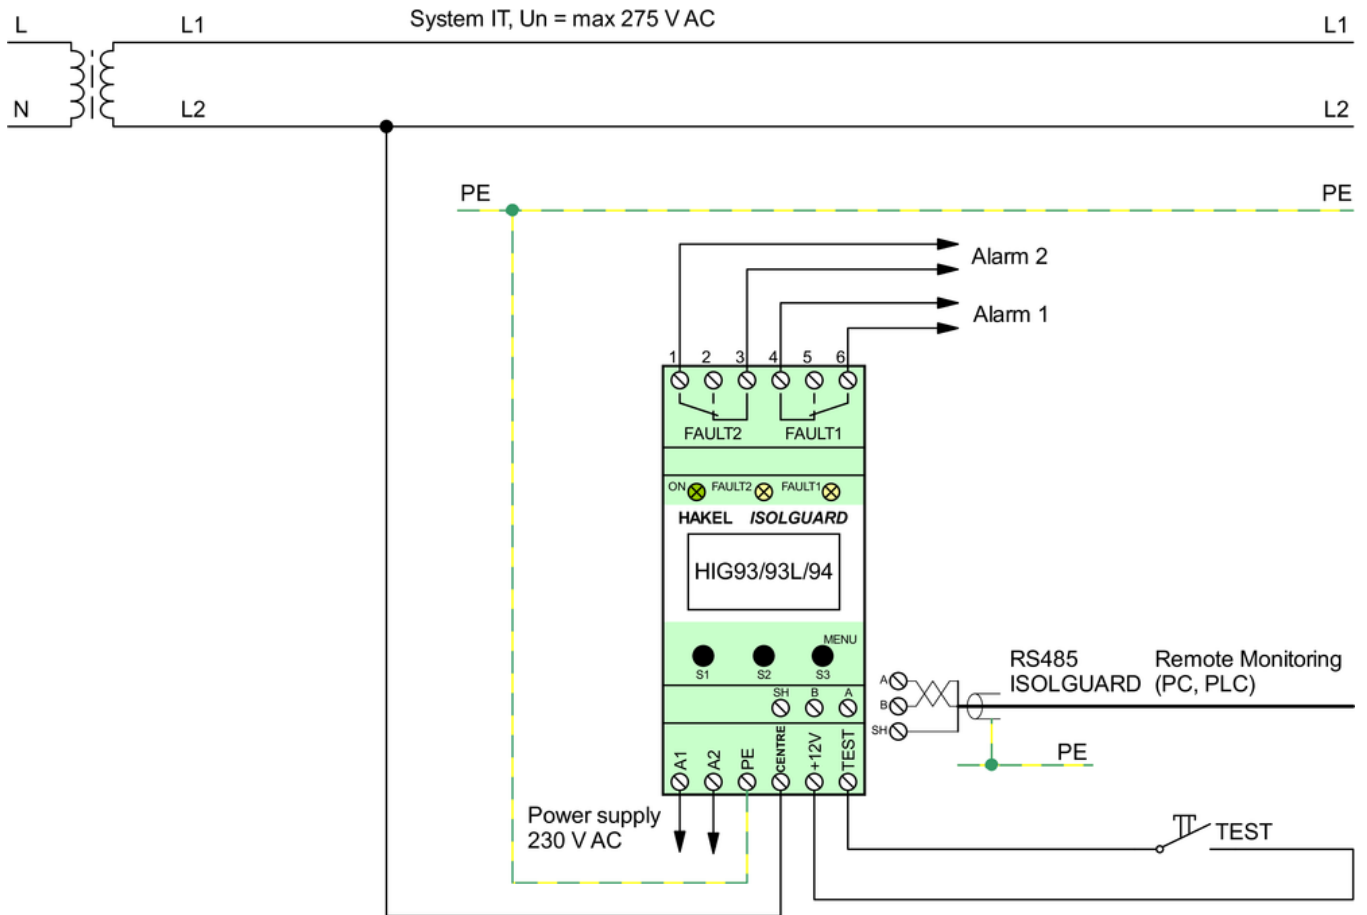 L L1 System IT, Un = max 275 V AC L1
N L2 L2
PE PE
Alarm 2
Alarm 1
1 2 3 4 5 6
FAULT2 FAULT1
ON FAULT2 FAULT1
HAKEL ISOLGUARD
HIG93/93L/94
MENU
S1 S2 S3
SH B A
A1 A2 PE CENTRE +12V TEST
A
B
SH
RS485
ISOLGUARD
Remote Monitoring
(PC, PLC)
PE
Power supply
230 V AC
TEST